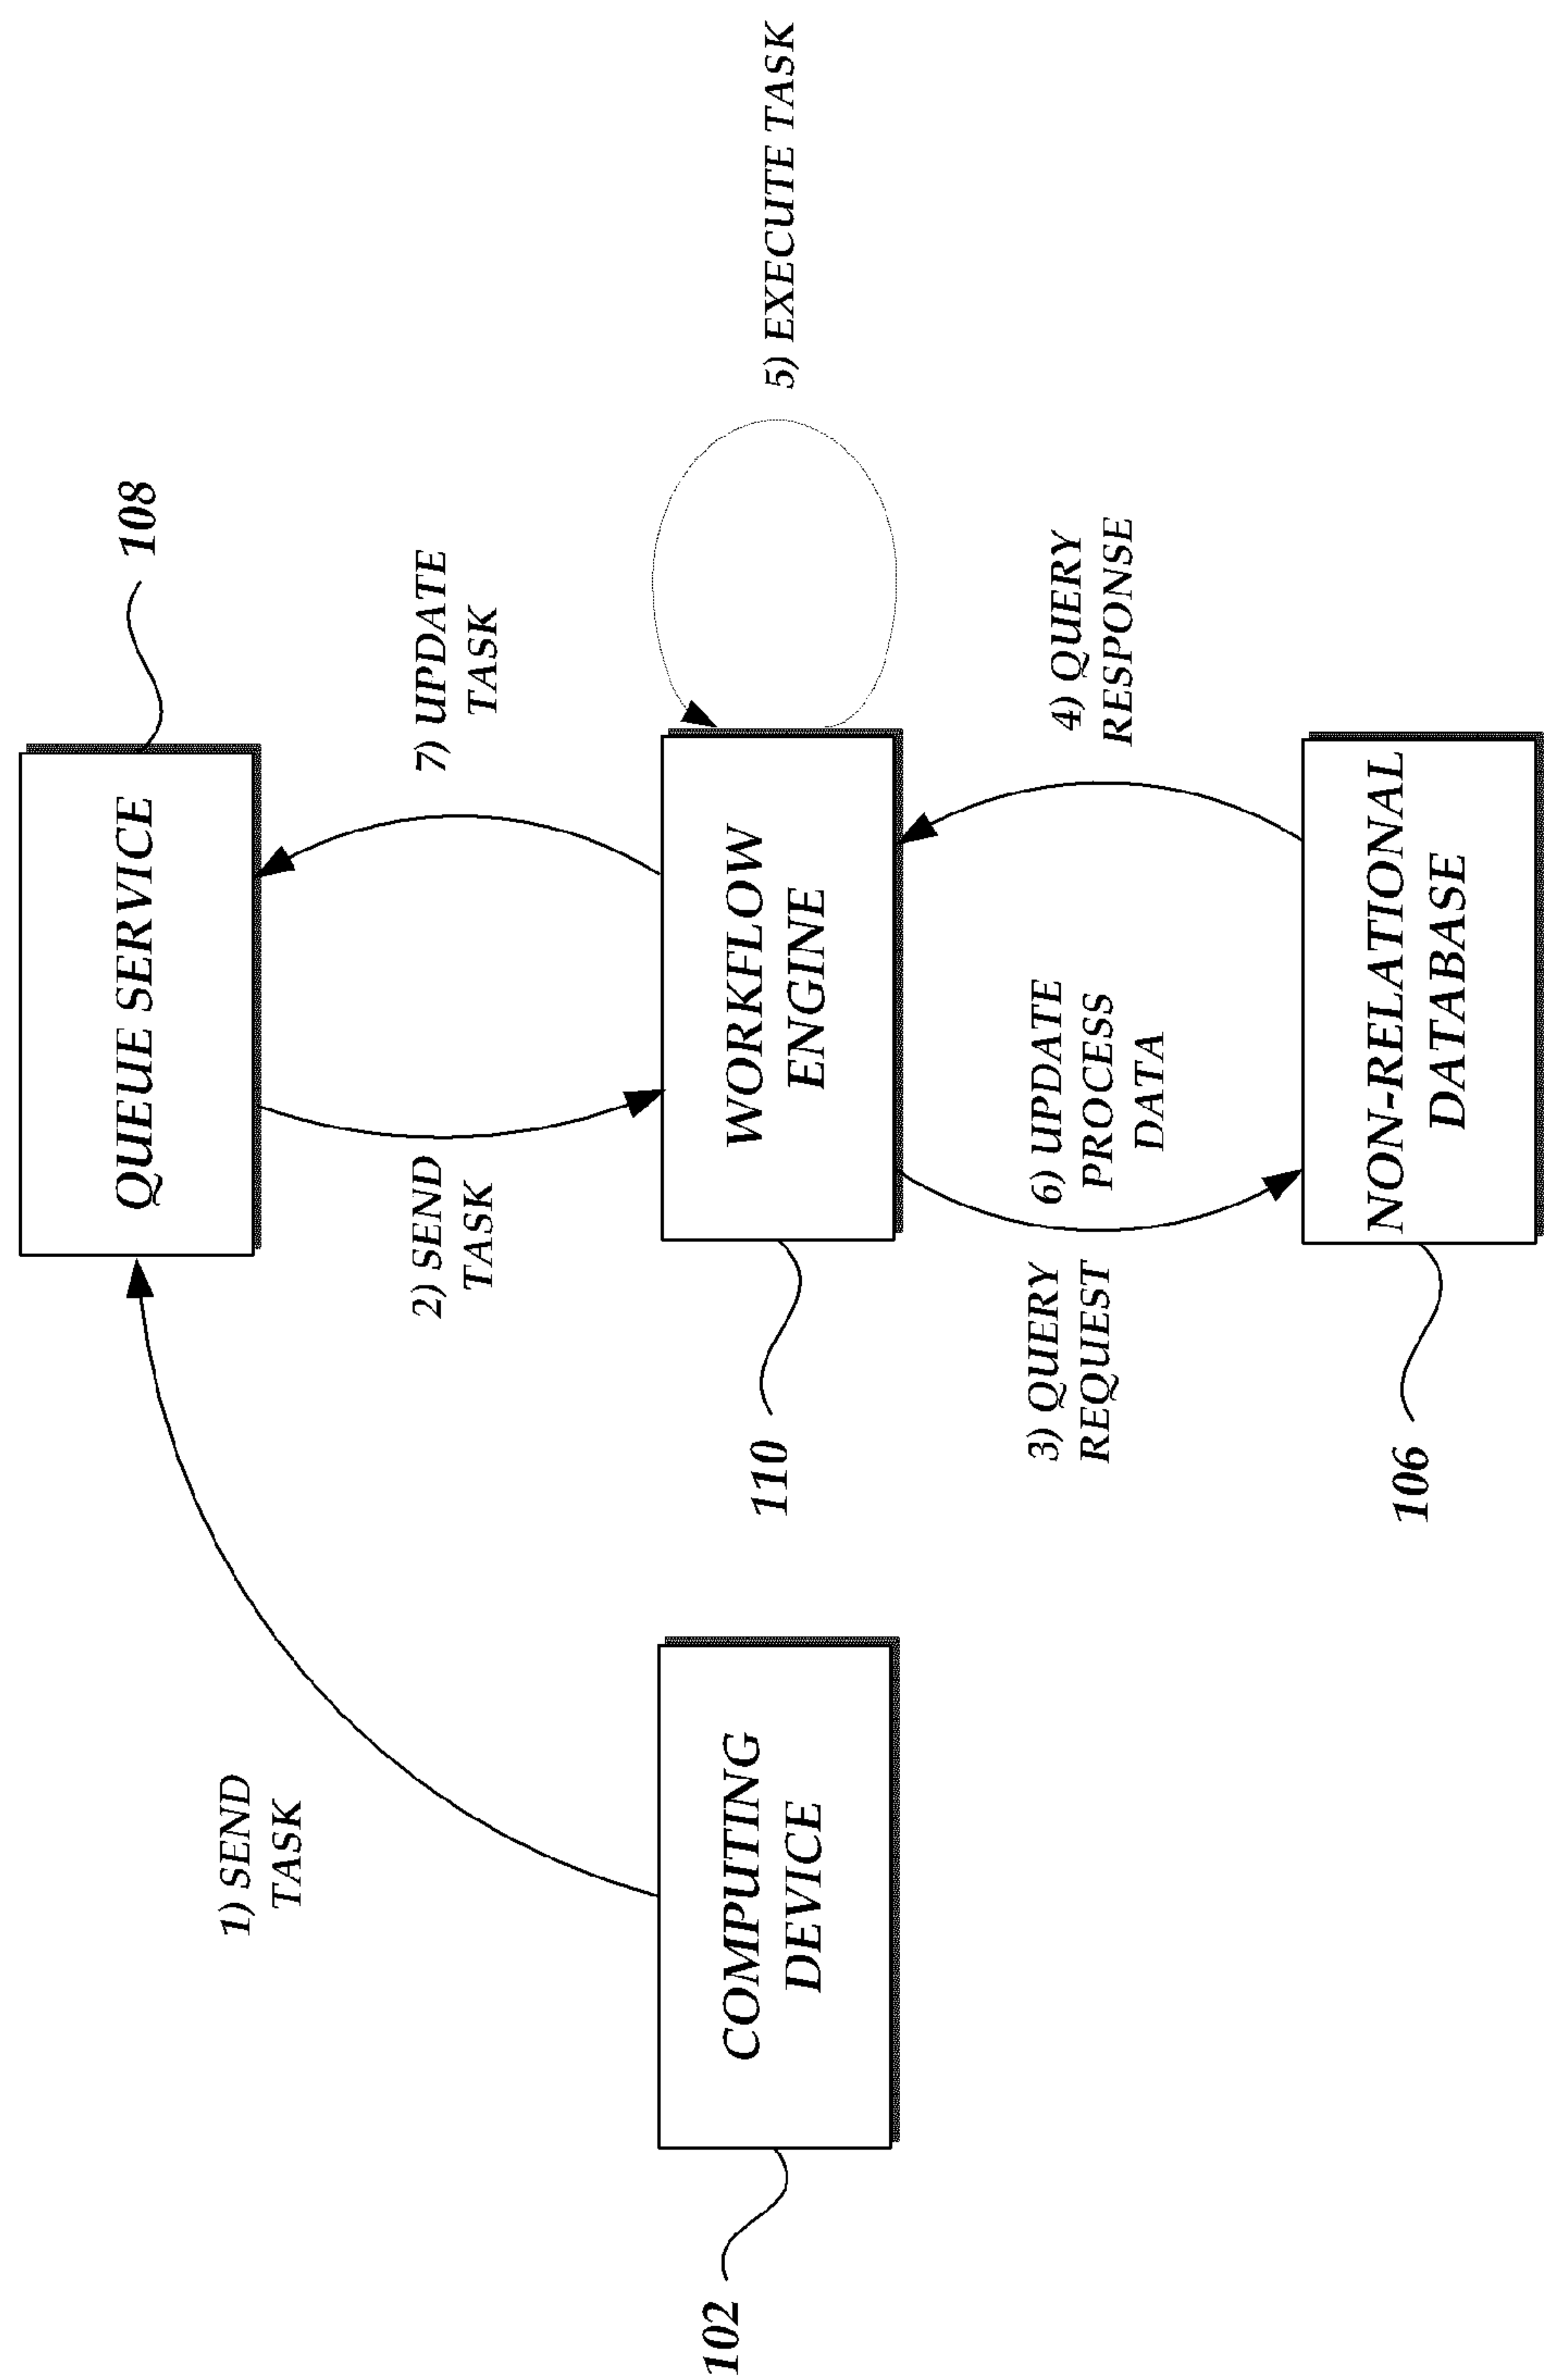 108
QUEUE SERVICE
1) SEND
TASK
2) SEND
TASK
7) UPDATE
TASK
102
COMPUTING
DEVICE
110
WORKFLOW
ENGINE
5) EXECUTE TASK
3) QUERY
REQUEST
6) UPDATE
PROCESS
DATA
4) QUERY
RESPONSE
106
NON-RELATIONAL
DATABASE